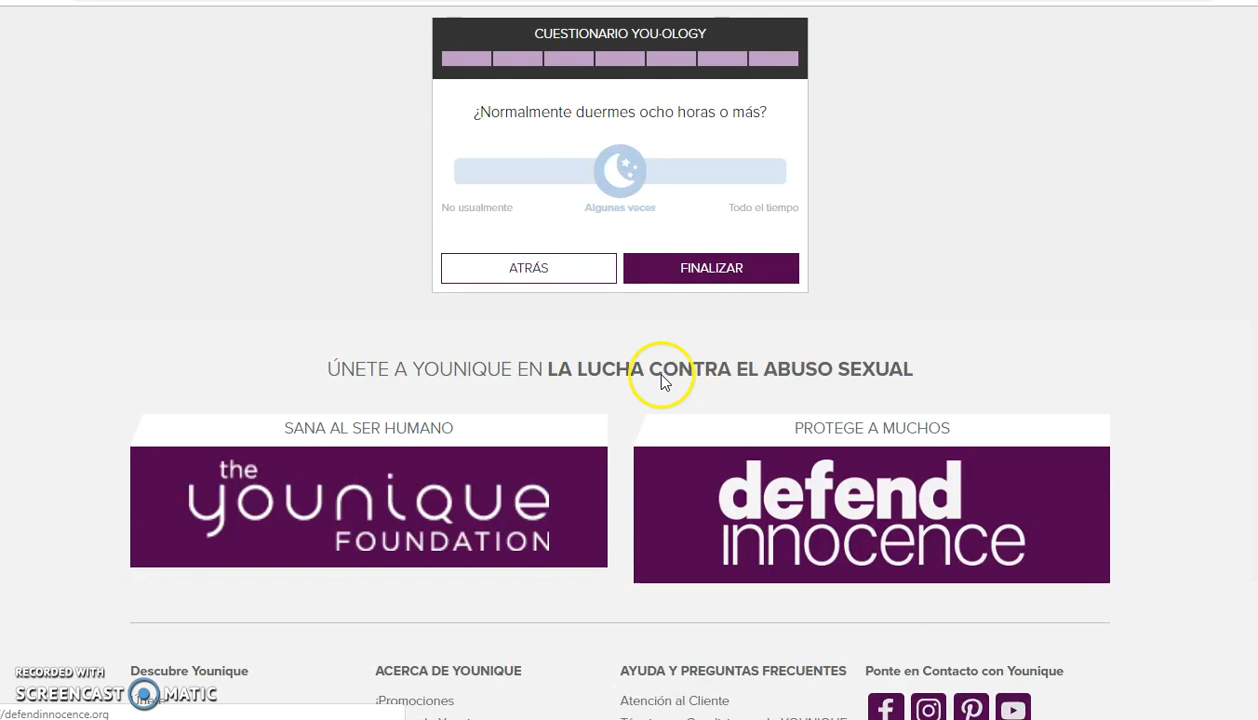 CUESTIONARIO YOU·OLOGY
¿Normalmente duermes ocho horas o más?
No usualmente
Algunas veces
Todo el tiempo
ATRÁS
FINALIZAR
ÚNETE A YOUNIQUE EN LA LUCHA CONTRA EL ABUSO SEXUAL
SANA AL SER HUMANO
the
younique
FOUNDATION
PROTEGE A MUCHOS
defend
innocence
Descubre Younique
ACERCA DE YOUNIQUE
¡Promociones
AYUDA Y PREGUNTAS FRECUENTES
Atención al Cliente
Ponte en Contacto con Younique
RECORDED WITH
SCREENCAST MATIC
//defendinnocence.org